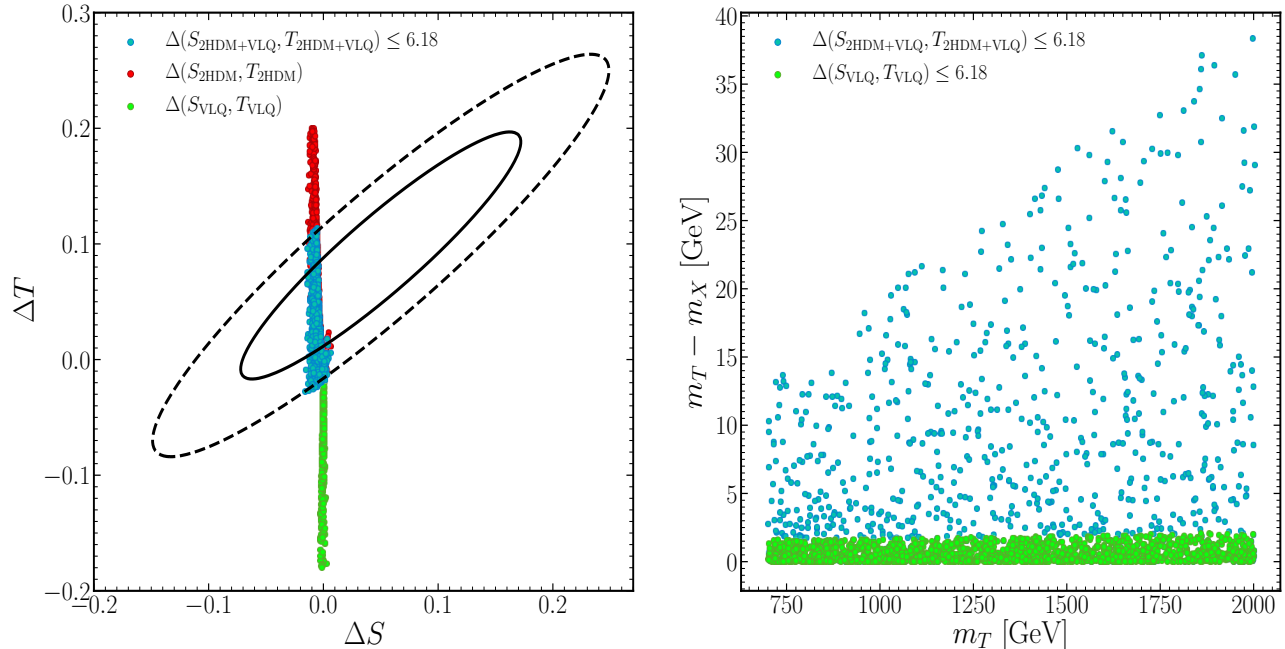 0.3
0.2
0.1
0.0
−0.1
−0.2
ΔT
Δ(S_2HDM+VLQ, T_2HDM+VLQ) ≤ 6.18
Δ(S_2HDM, T_2HDM)
Δ(S_VLQ, T_VLQ)
−0.2 −0.1 0.0 0.1 0.2
ΔS
40
35
30
25
20
15
10
5
0
m_T − m_X [GeV]
Δ(S_2HDM+VLQ, T_2HDM+VLQ) ≤ 6.18
Δ(S_VLQ, T_VLQ) ≤ 6.18
750 1000 1250 1500 1750 2000
m_T [GeV]